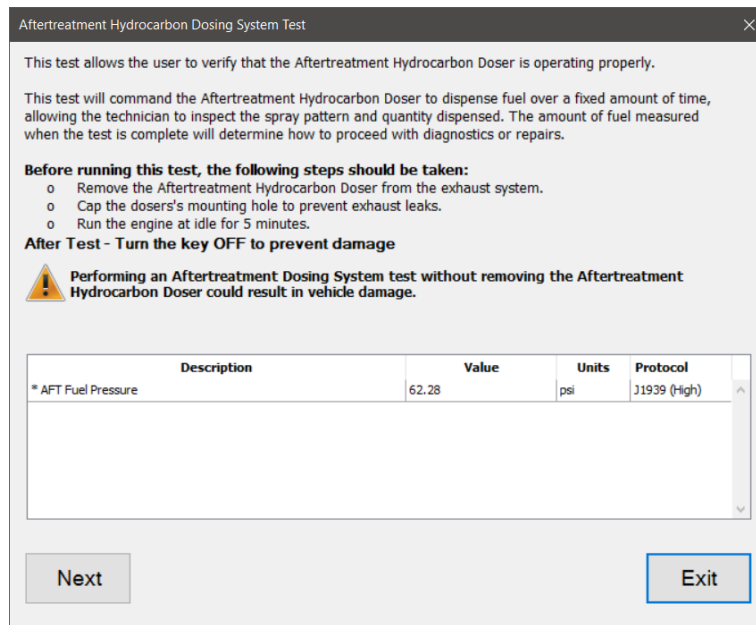 Aftertreatment Hydrocarbon Dosing System Test
This test allows the user to verify that the Aftertreatment Hydrocarbon Doser is operating properly.
This test will command the Aftertreatment Hydrocarbon Doser to dispense fuel over a fixed amount of time,
allowing the technician to inspect the spray pattern and quantity dispensed. The amount of fuel measured
when the test is complete will determine how to proceed with diagnostics or repairs.
Before running this test, the following steps should be taken:
o Remove the Aftertreatment Hydrocarbon Doser from the exhaust system.
o Cap the dosers's mounting hole to prevent exhaust leaks.
o Run the engine at idle for 5 minutes.
After Test - Turn the key OFF to prevent damage
Performing an Aftertreatment Dosing System test without removing the Aftertreatment
Hydrocarbon Doser could result in vehicle damage.
Description Value Units Protocol
* AFT Fuel Pressure 62.28 psi J1939 (High)
Next Exit